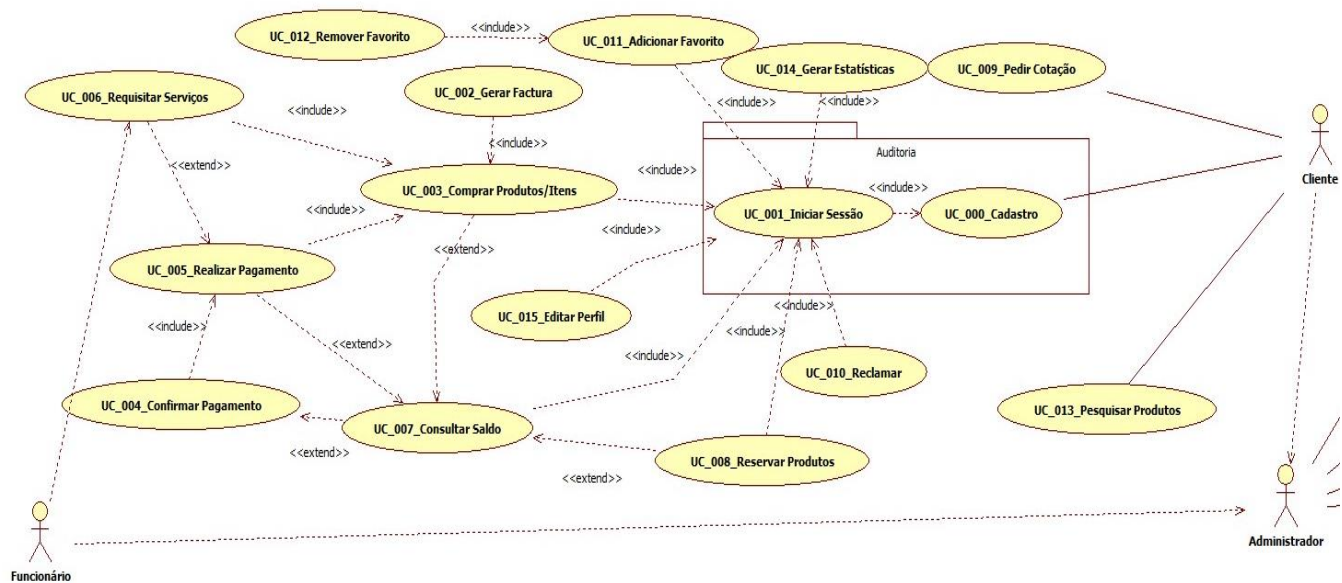 UC_012_Remover Favorito
<<include>>
UC_011_Adicionar Favorito
UC_014_Gerar Estatísticas
UC_009_Pedir Cotação
UC_006_Requisitar Serviços
<<include>>
UC_002_Gerar Factura
<<include>>
<<include>>
<<include>>
<<extend>>
Auditoria
UC_003_Comprar Produtos/Itens
<<include>>
<<include>>
Cliente
UC_001_Iniciar Sessão
UC_000_Cadastro
<<include>>
<<include>>
<<extend>>
UC_005_Realizar Pagamento
<<include>>
UC_015_Editar Perfil
<<include>>
<<extend>>
<<include>>
<<include>>
UC_010_Reclamar
UC_004_Confirmar Pagamento
UC_013_Pesquisar Produtos
UC_007_Consultar Saldo
<<extend>>
UC_008_Reservar Produtos
<<extend>>
Administrador
Funcionário